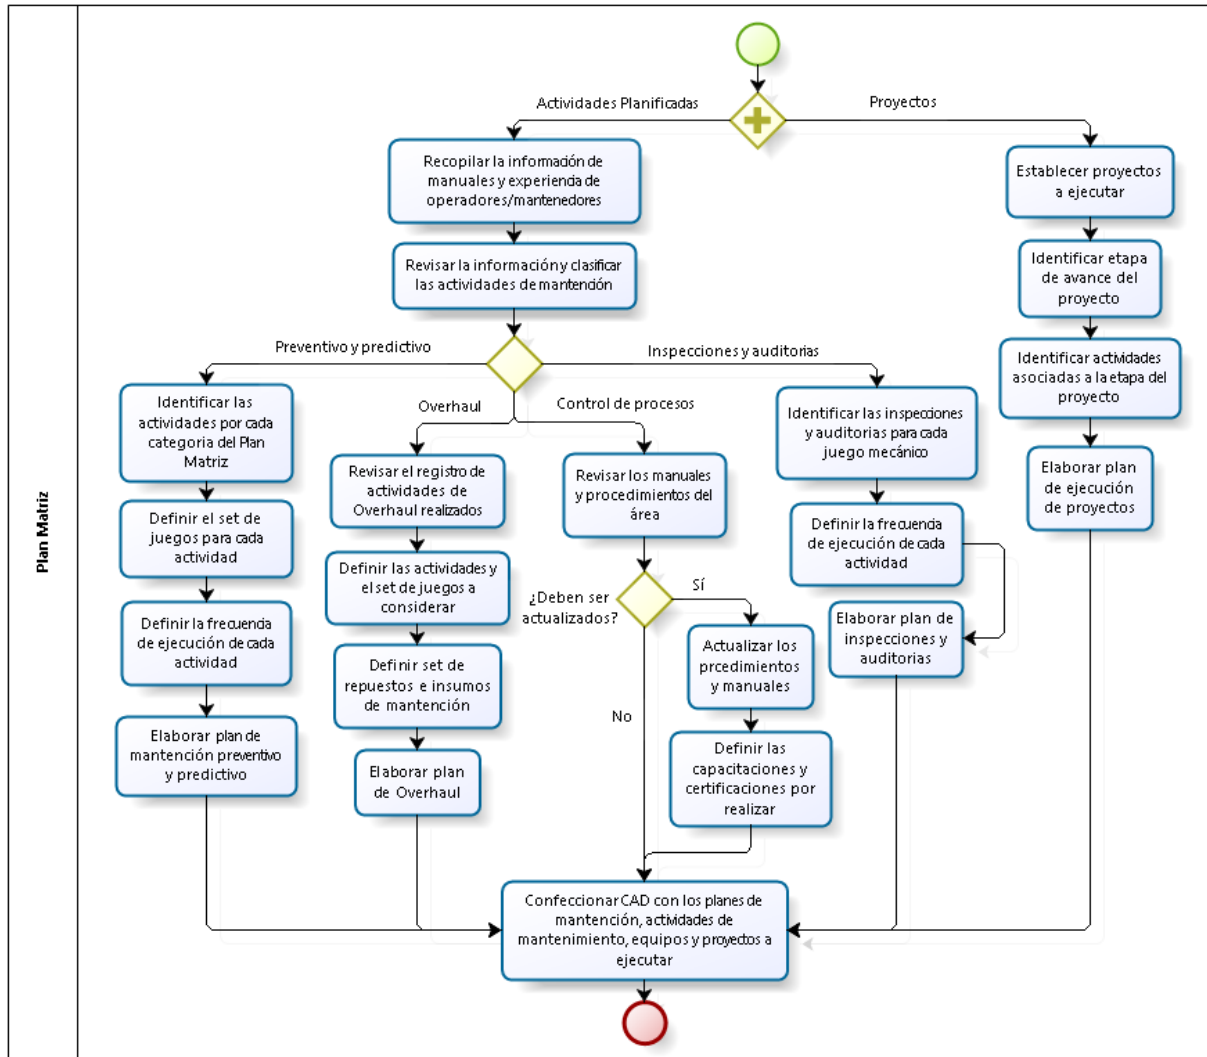 Plan Matriz
Actividades Planificadas
Proyectos
Recopilar la información de
manuales y experiencia de
operadores/mantenedores
Establecer proyectos
a ejecutar
Revisar la información y clasificar
las actividades de mantención
Identificar etapa
de avance del
proyecto
Preventivo y predictivo
Inspecciones y auditorias
Identificar actividades
asociadas a la etapa del
proyecto
Overhaul
Control de procesos
Identificar las
actividades por cada
categoria del Plan
Matriz
Revisar el registro de
actividades de
Overhaul realizados
Revisar los manuales
y procedimientos del
área
Identificar las inspecciones
y auditorias para cada
juego mecánico
Elaborar plan
de ejecución
de proyectos
Definir el set de
juegos para cada
actividad
Definir las actividades y
el set de juegos a
considerar
Definir la frecuencia
de ejecución de cada
actividad
¿Deben ser
actualizados?
Sí
No
Definir la frecuencia
de ejecución de cada
actividad
Definir set de
repuestos e insumos
de mantención
Actualizar los
prcedimientos
y manuales
Elaborar plan de
inspecciones y
auditorias
Elaborar plan de
mantención preventivo
y predictivo
Elaborar plan
de Overhaul
Definir las
capacitaciones y
certificaciones por
realizar
Confeccionar CAD con los planes de
mantención, actividades de
mantenimiento, equipos y proyectos a
ejecutar